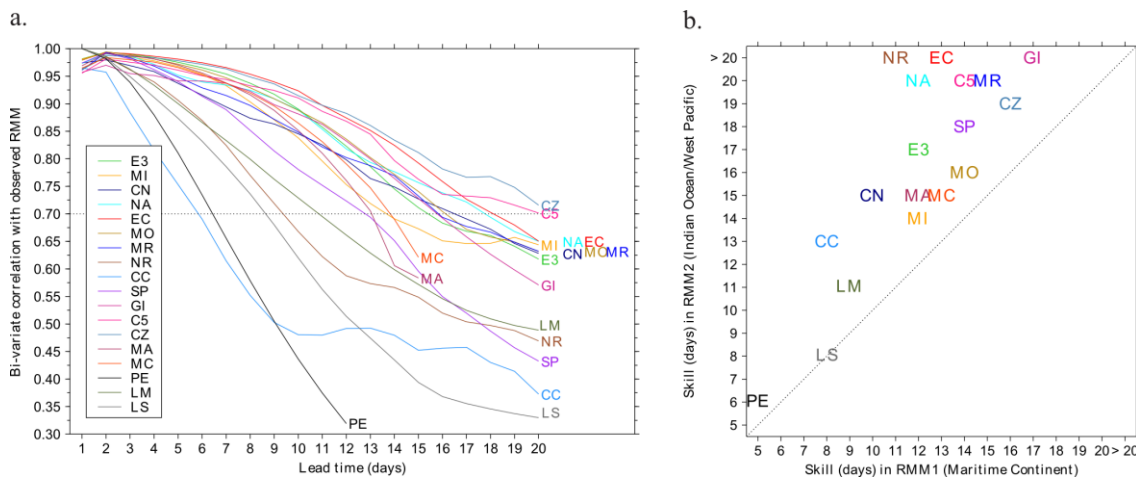 a.
Bi-variate correlation with observed RMM
1.00
0.95
0.90
0.85
0.80
0.75
0.70
0.65
0.60
0.55
0.50
0.45
0.40
0.35
0.30
E3
MI
CN
NA
EC
MO
MR
NR
CC
SP
GI
C5
CZ
MA
MC
PE
LM
LS
CZ
C5
MI NA EC
CN MO MR
E3
MC
MA
GI
LM
NR
SP
CC
LS
PE
1 2 3 4 5 6 7 8 9 10 11 12 13 14 15 16 17 18 19 20
Lead time (days)
b.
Skill (days) in RMM2 (Indian Ocean/West Pacific)
> 20
20
19
18
17
16
15
14
13
12
11
10
9
8
7
6
5
NR EC GI
NA C5 MR
CZ
SP
E3
MO
CN MA MC
MI
CC
LM
LS
PE
5 6 7 8 9 10 11 12 13 14 15 16 17 18 19 20 > 20
Skill (days) in RMM1 (Maritime Continent)